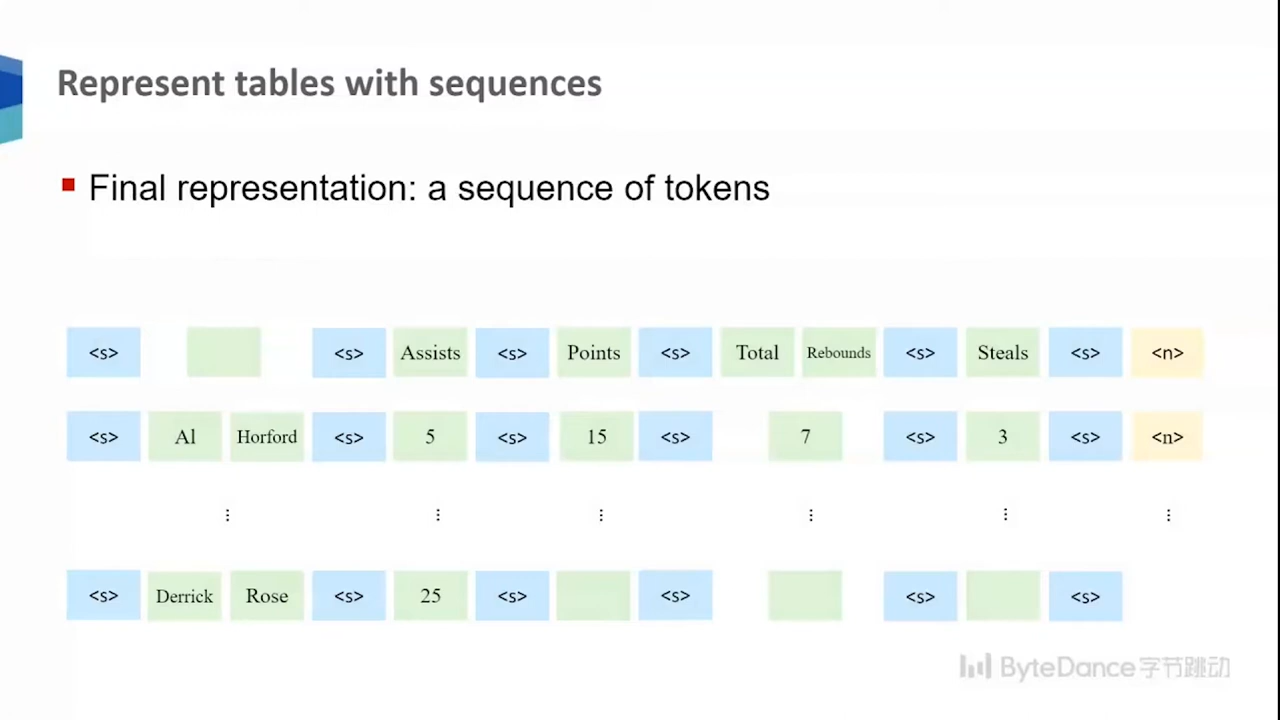 Represent tables with sequences
Final representation: a sequence of tokens
<s> <s> Assists <s> Points <s> Total Rebounds <s> Steals <s> <n>
<s> Al Horford <s> 5 <s> 15 <s> 7 <s> 3 <s> <n>
<s> Derrick Rose <s> 25 <s> <s> <s> <s>
ByteDance字节跳动